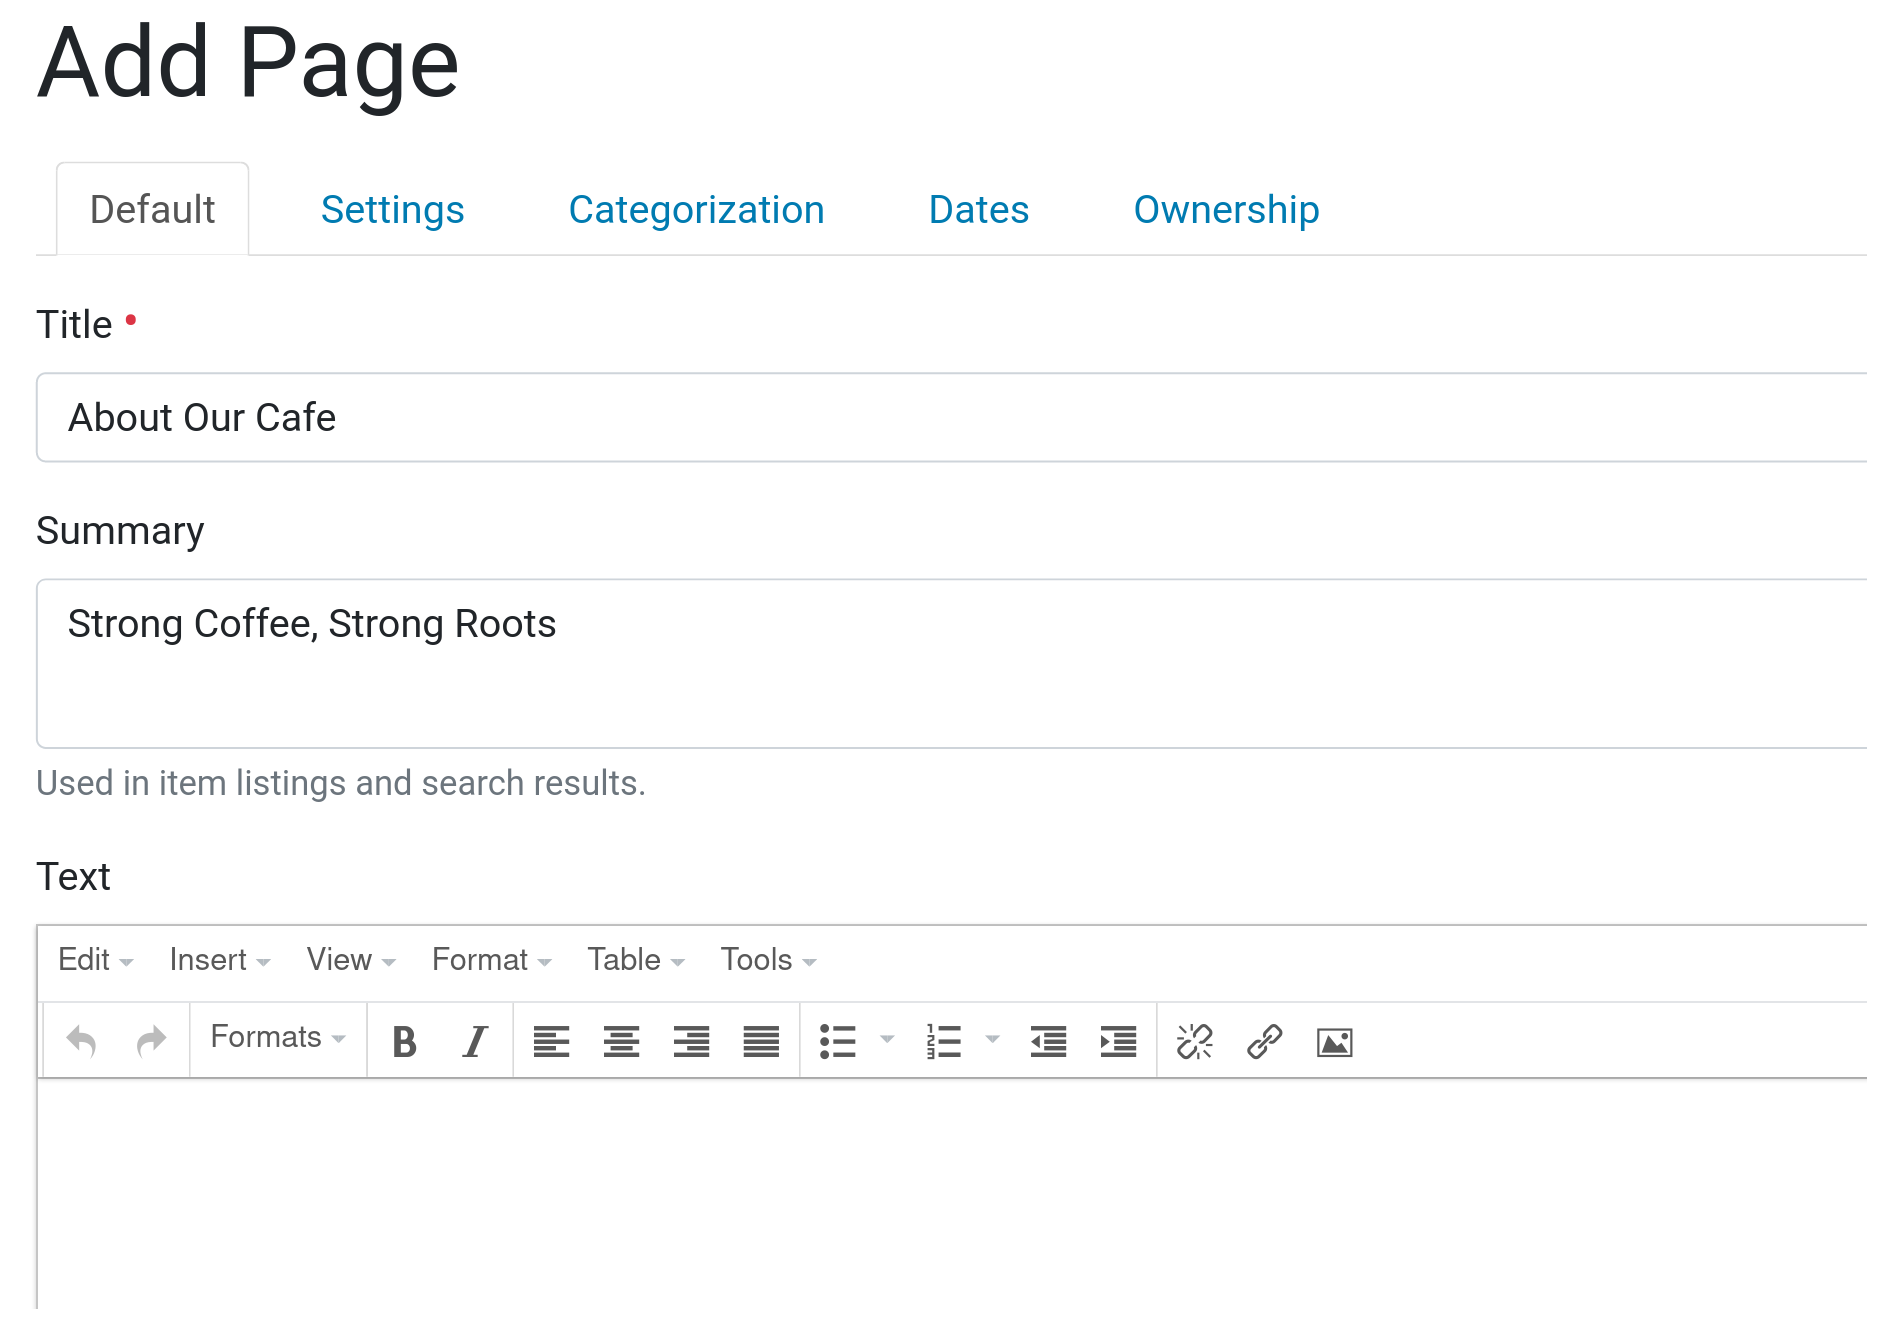 Add Page
Default Settings Categorization Dates Ownership
Title
About Our Cafe
Summary
Strong Coffee, Strong Roots
Used in item listings and search results.
Text
Edit Insert View Format Table Tools
Formats B I